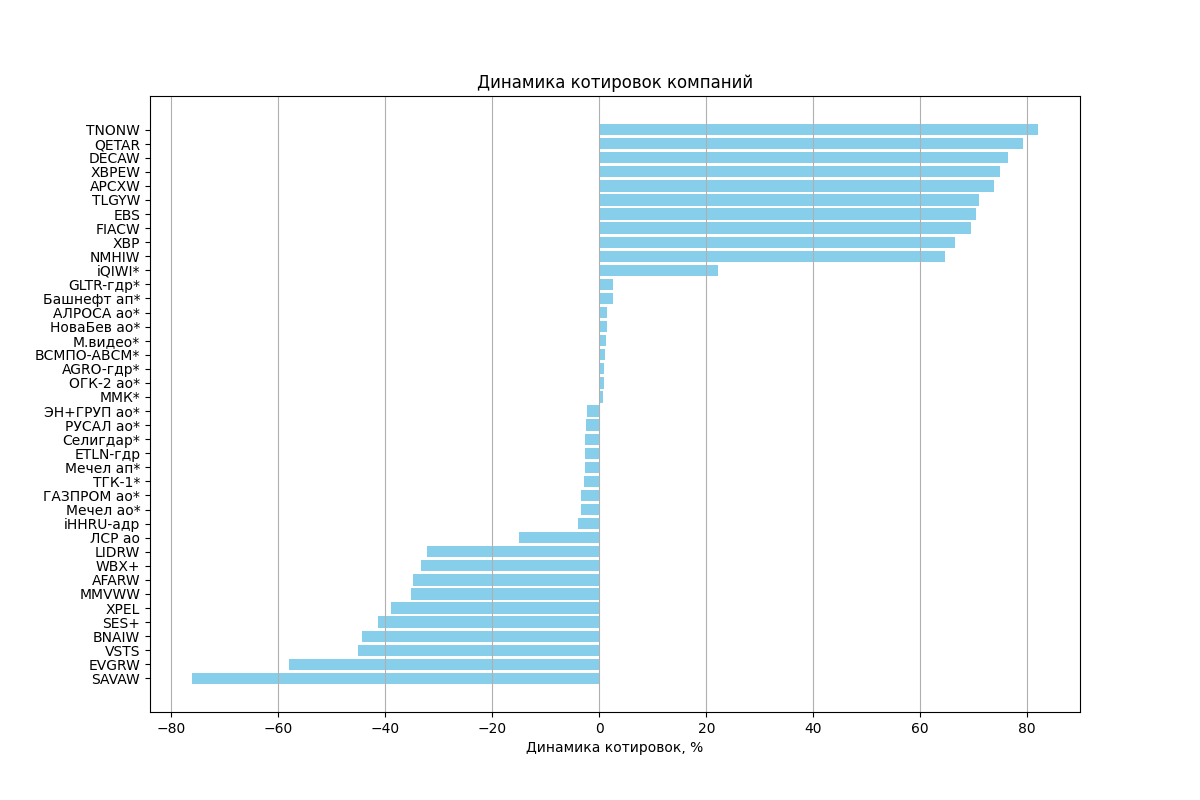 Динамика котировок компаний
TNONW
QETAR
DECAW
XBPEW
APCXW
TLGYW
EBS
FIACW
XBP
NMHIW
iQIWI*
GLTR-гдр*
Башнефт ап*
АЛРОСА ао*
НоваБев ао*
М.видео*
ВСМПО-АВСМ*
AGRO-гдр*
ОГК-2 ао*
ММК*
ЭН+ГРУП ао*
РУСАЛ ао*
Селигдар*
ETLN-гдр
Мечел ап*
ТГК-1*
ГАЗПРОМ ао*
Мечел ао*
iHHRU-адр
ЛСР ао
LIDRW
WBX+
AFARW
MMVWW
XPEL
SES+
BNAIW
VSTS
EVGRW
SAVAW
−80 −60 −40 −20 0 20 40 60 80
Динамика котировок, %